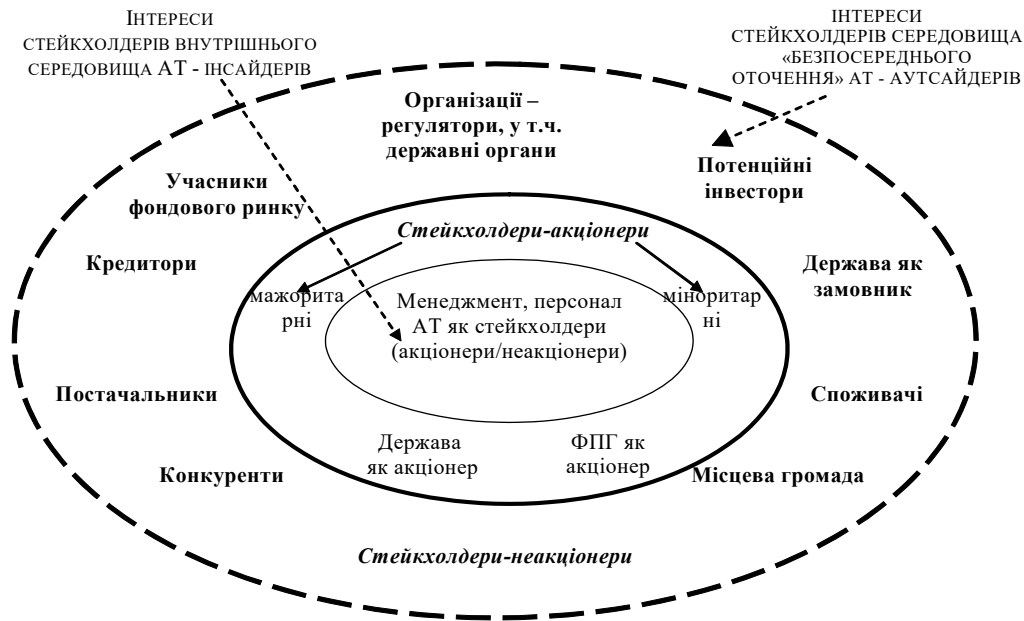 ІНТЕРЕСИ
СТЕЙКХОЛДЕРІВ ВНУТРІШНЬОГО
СЕРЕДОВИЩА АТ - ІНСАЙДЕРІВ
ІНТЕРЕСИ
СТЕЙКХОЛДЕРІВ СЕРЕДОВИЩА
«БЕЗПОСЕРЕДНЬОГО
ОТОЧЕННЯ» АТ - АУТСАЙДЕРІВ
Організації –
регулятори, у т.ч.
державні органи
Потенційні
інвестори
Учасники
фондового ринку
Стейкхолдери-акціонери
Кредитори
Держава як
замовник
мажорита
рні
Менеджмент, персонал
АТ як стейкхолдери
(акціонери/неакціонери)
міноритар
ні
Постачальники
Споживачі
Держава
як акціонер
ФПГ як
акціонер
Конкуренти
Місцева громада
Стейкхолдери-неакціонери